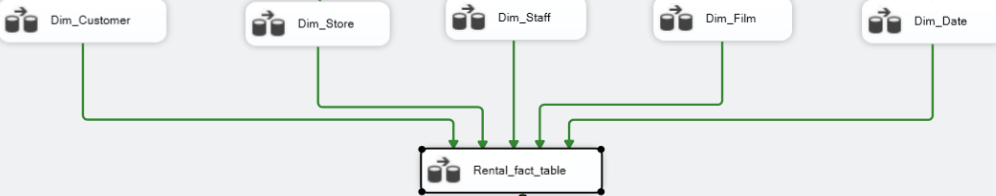 Dim_Customer
Dim_Store
Dim_Staff
Dim_Film
Dim_Date
Rental_fact_table